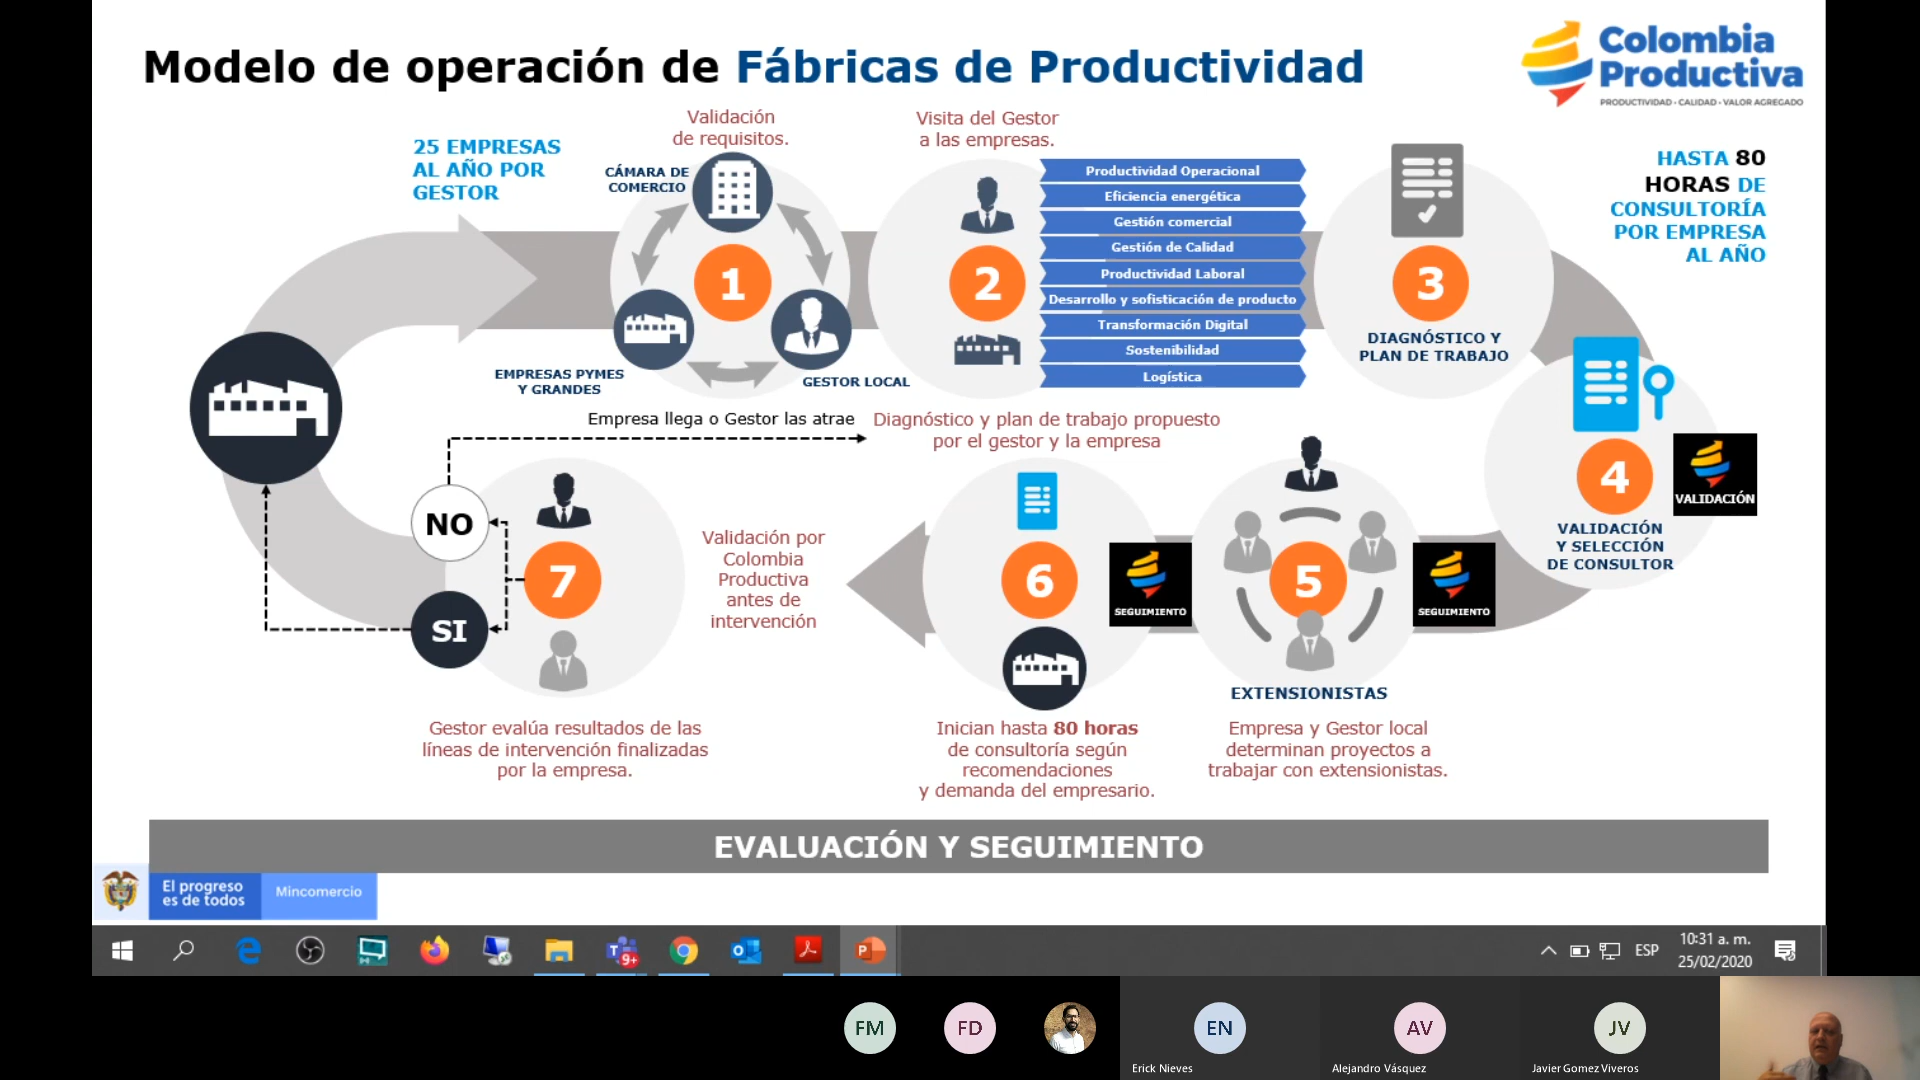 Modelo de operación de Fábricas de Productividad
Colombia
Productiva
PRODUCTIVIDAD • CALIDAD • VALOR AGREGADO
25 EMPRESAS
AL AÑO POR
GESTOR
Validación
de requisitos.
CÁMARA DE
COMERCIO
1
EMPRESAS PYMES
Y GRANDES
GESTOR LOCAL
Empresa llega o Gestor las atrae
Visita del Gestor
a las empresas.
2
Productividad Operacional
Eficiencia energética
Gestión comercial
Gestión de Calidad
Productividad Laboral
Desarrollo y sofisticación de producto
Transformación Digital
Sostenibilidad
Logística
Diagnóstico y plan de trabajo propuesto
por el gestor y la empresa
3
DIAGNÓSTICO Y
PLAN DE TRABAJO
HASTA 80
HORAS DE
CONSULTORÍA
POR EMPRESA
AL AÑO
4
VALIDACIÓN
VALIDACIÓN
Y SELECCIÓN
DE CONSULTOR
SEGUIMIENTO
5
EXTENSIONISTAS
Empresa y Gestor local
determinan proyectos a
trabajar con extensionistas.
SEGUIMIENTO
6
Inician hasta 80 horas
de consultoría según
recomendaciones
y demanda del empresario.
Validación por
Colombia
Productiva
antes de
intervención
7
NO
SI
Gestor evalúa resultados de las
líneas de intervención finalizadas
por la empresa.
EVALUACIÓN Y SEGUIMIENTO
El progreso
es de todos
Mincomercio
9+
ESP
10:31 a. m.
25/02/2020
FM
FD
EN
Erick Nieves
AV
Alejandro Vásquez
JV
Javier Gomez Viveros